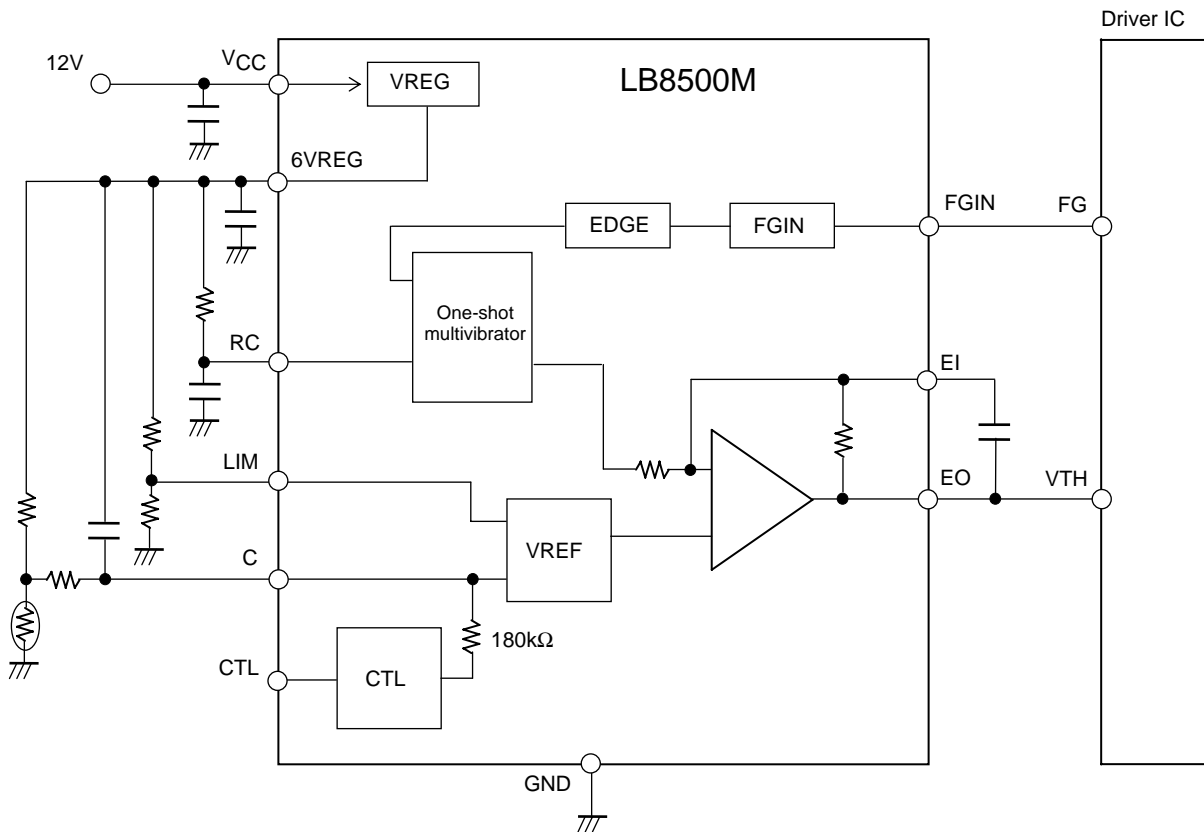 Driver IC
12V
VCC
VREG
LB8500M
6VREG
FGIN
FG
EDGE
FGIN
One-shot
multivibrator
RC
EI
LIM
EO
VTH
VREF
C
180kΩ
CTL
CTL
GND